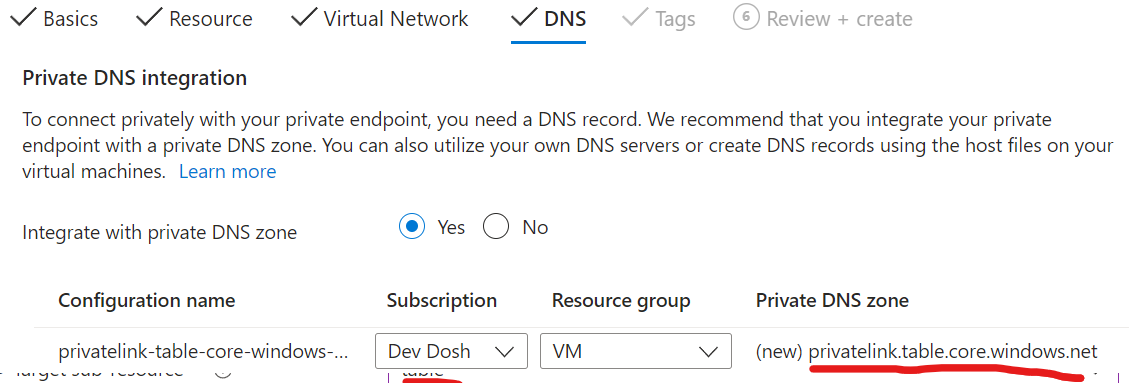 Basics Resource Virtual Network DNS Tags 6 Review + create
Private DNS integration
To connect privately with your private endpoint, you need a DNS record. We recommend that you integrate your private
endpoint with a private DNS zone. You can also utilize your own DNS servers or create DNS records using the host files on your
virtual machines. Learn more
Integrate with private DNS zone Yes No
Configuration name Subscription Resource group Private DNS zone
privatelink-table-core-windows-... Dev Dosh VM (new) privatelink.table.core.windows.net
Target sub-resource table